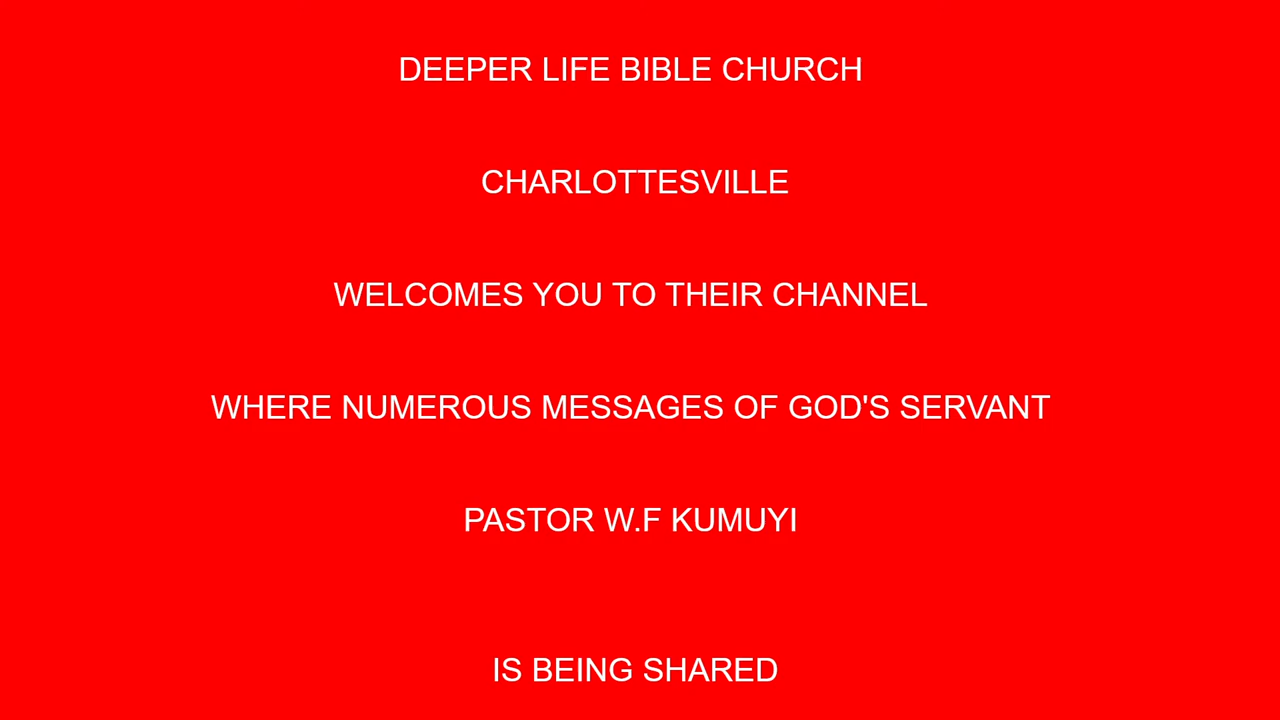 DEEPER LIFE BIBLE CHURCH
CHARLOTTESVILLE
WELCOMES YOU TO THEIR CHANNEL
WHERE NUMEROUS MESSAGES OF GOD'S SERVANT
PASTOR W.F KUMUYI
IS BEING SHARED